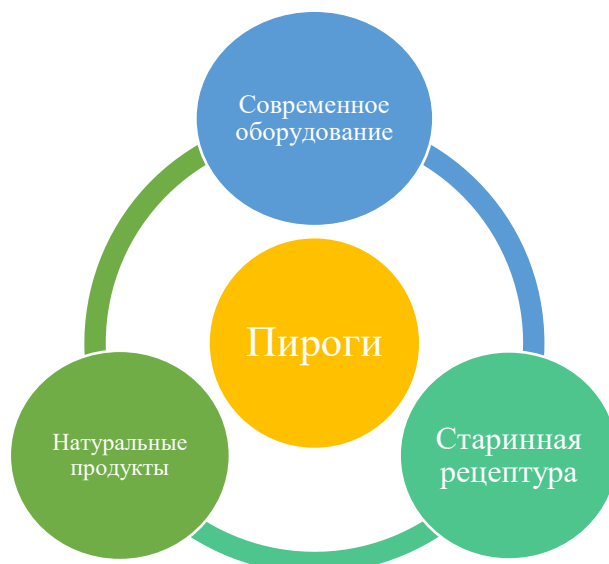 Современное
оборудование
Пироги
Натуральные
продукты
Старинная
рецептура